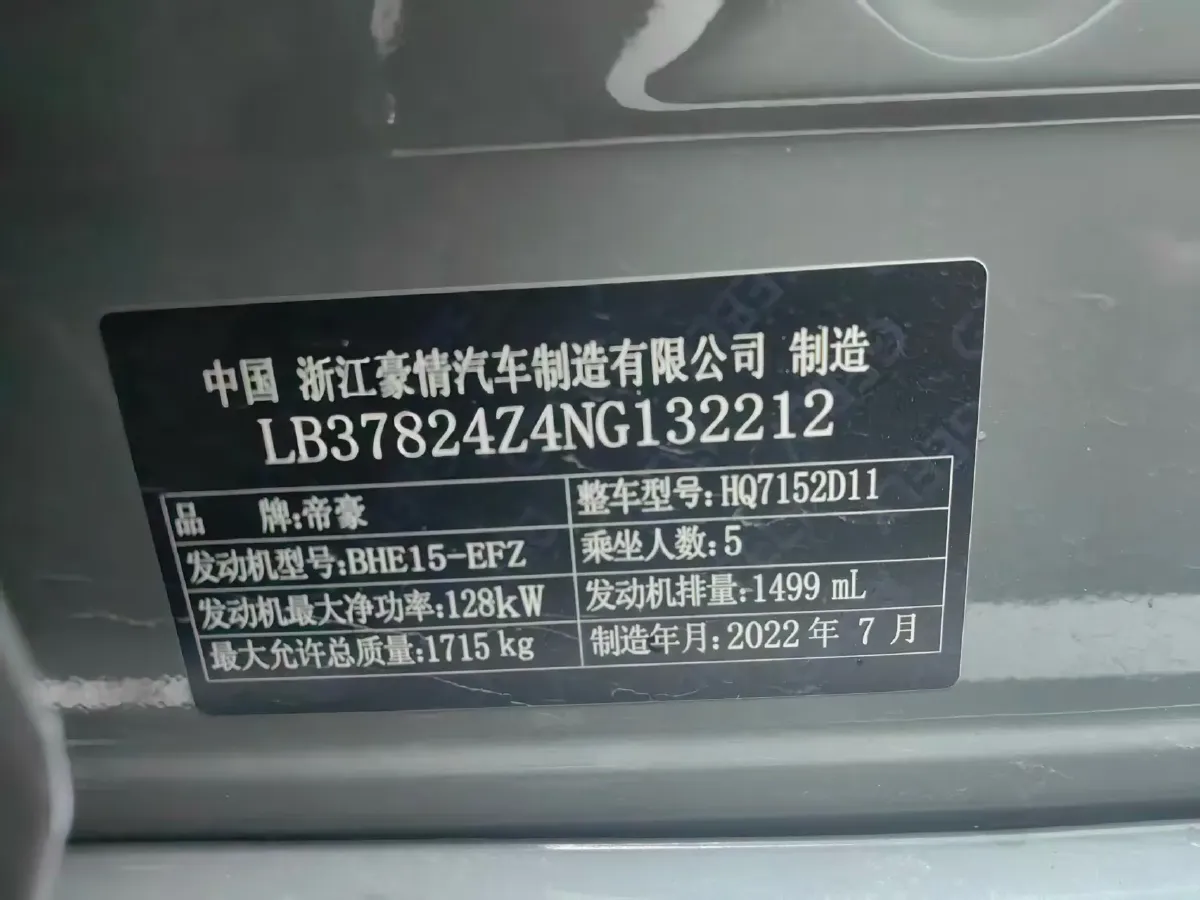 中国 浙江豪情汽车制造有限公司 制造
LB37824Z4NG132212
品 牌:帝豪 整车型号:HQ7152D11
发动机型号:BHE15-EFZ 乘坐人数:5
发动机最大净功率:128kW 发动机排量:1499 mL
最大允许总质量:1715 kg 制造年月:2022 年 7 月